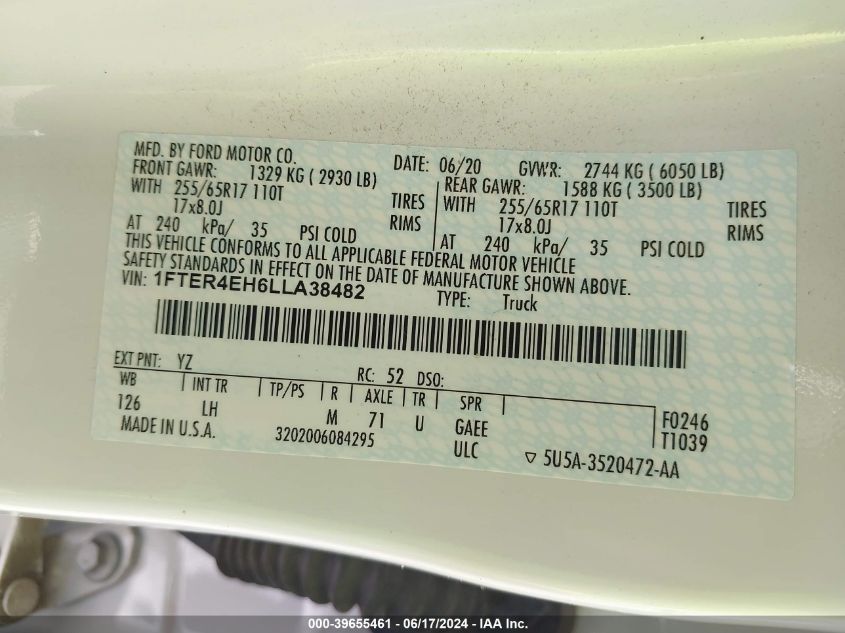 MFD. BY FORD MOTOR CO. DATE: 06/20 GVWR: 2744 KG ( 6050 LB)
FRONT GAWR: 1329 KG ( 2930 LB) REAR GAWR: 1588 KG ( 3500 LB)
WITH 255/65R17 110T TIRES WITH 255/65R17 110T TIRES
17x8.0J RIMS 17x8.0J RIMS
AT 240 kPa/ 35 PSI COLD AT 240 kPa/ 35 PSI COLD
THIS VEHICLE CONFORMS TO ALL APPLICABLE FEDERAL MOTOR VEHICLE
SAFETY STANDARDS IN EFFECT ON THE DATE OF MANUFACTURE SHOWN ABOVE.
VIN: 1FTER4EH6LLA38482 TYPE: Truck
EXT PNT: YZ RC: 52 DSO:
WB INT TR TP/PS R AXLE TR SPR
126 LH M 71 U GAEE F0246
ULC T1039
MADE IN U.S.A. 3202006084295 ▽ 5U5A-3520472-AA
000-39655461 - 06/17/2024 - IAA Inc.